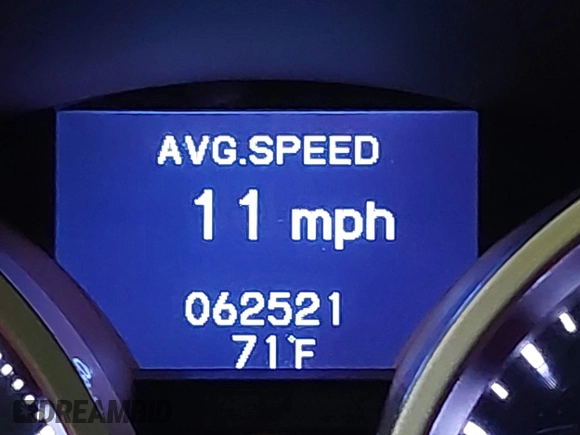 AVG.SPEED
11 mph
062521
71°F
DREAMBID